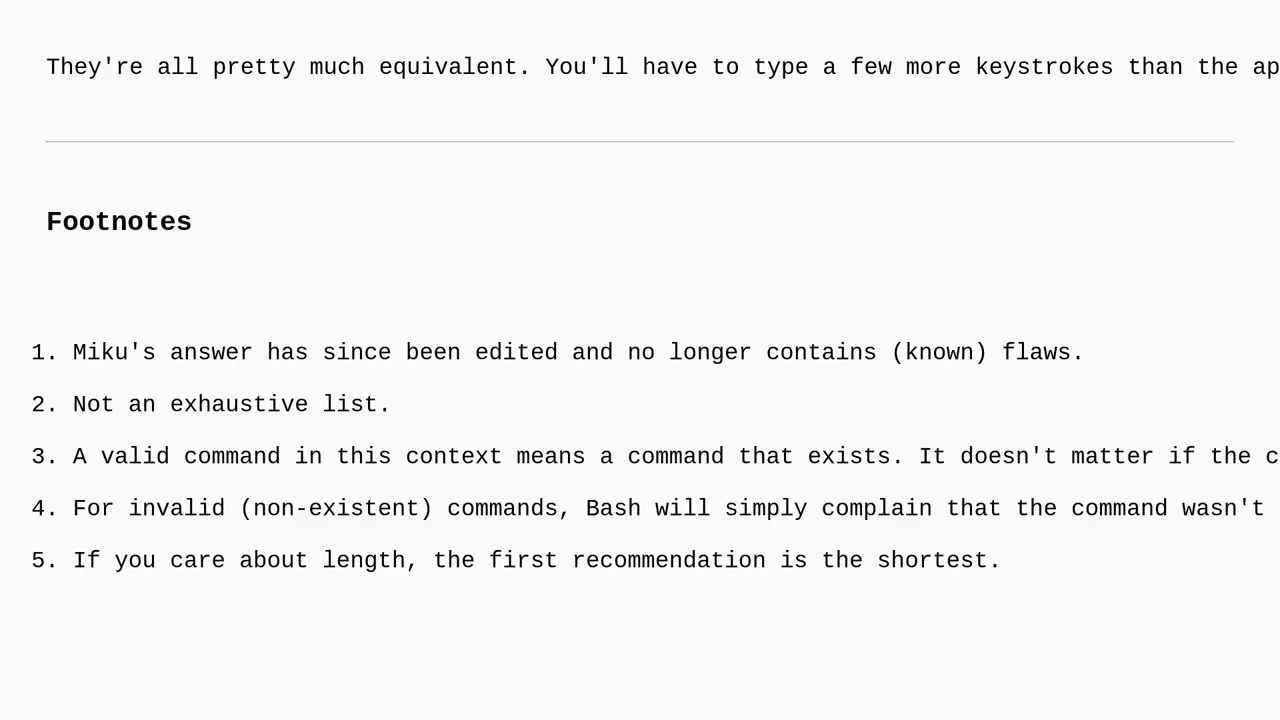 They're all pretty much equivalent. You'll have to type a few more keystrokes than the
Footnotes
1. Miku's answer has since been edited and no longer contains (known) flaws.
2. Not an exhaustive list.
3. A valid command in this context means a command that exists. It doesn't matter if the
4. For invalid (non-existent) commands, Bash will simply complain that the command wasn't
5. If you care about length, the first recommendation is the shortest.